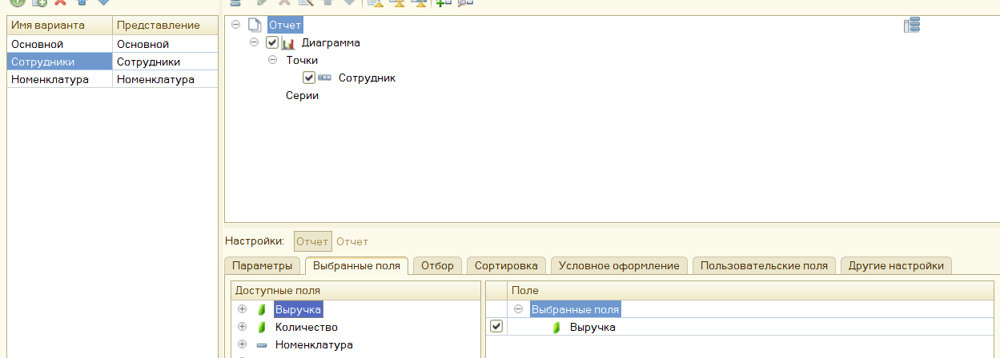 Имя варианта Представление
Основной Основной
Сотрудники Сотрудники
Номенклатура Номенклатура
Отчет
Диаграмма
Точки
Сотрудник
Серии
Настройки: Отчет Отчет
Параметры Выбранные поля Отбор Сортировка Условное оформление Пользовательские поля Другие настройки
Доступные поля
Выручка
Количество
Номенклатура
Поле
Выбранные поля
Выручка